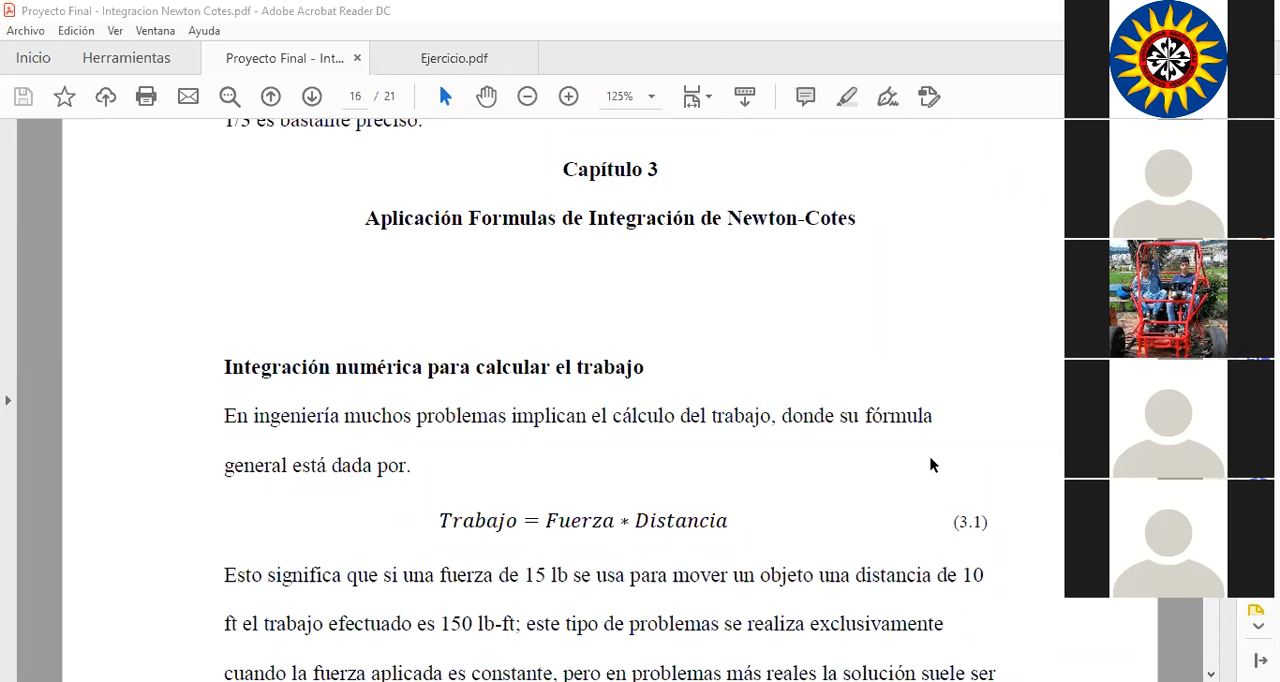 Proyecto Final - Integracion Newton Cotes.pdf - Adobe Acrobat Reader DC
Archivo Edición Ver Ventana Ayuda
Inicio Herramientas Proyecto Final - Int... × Ejercicio.pdf
16 / 21 125%
1/3 es bastante preciso.
Capítulo 3
Aplicación Formulas de Integración de Newton-Cotes
Integración numérica para calcular el trabajo
En ingeniería muchos problemas implican el cálculo del trabajo, donde su fórmula
general está dada por.
Trabajo = Fuerza ∗ Distancia (3.1)
Esto significa que si una fuerza de 15 lb se usa para mover un objeto una distancia de 10
ft el trabajo efectuado es 150 lb-ft; este tipo de problemas se realiza exclusivamente
cuando la fuerza aplicada es constante, pero en problemas más reales la solución suele ser